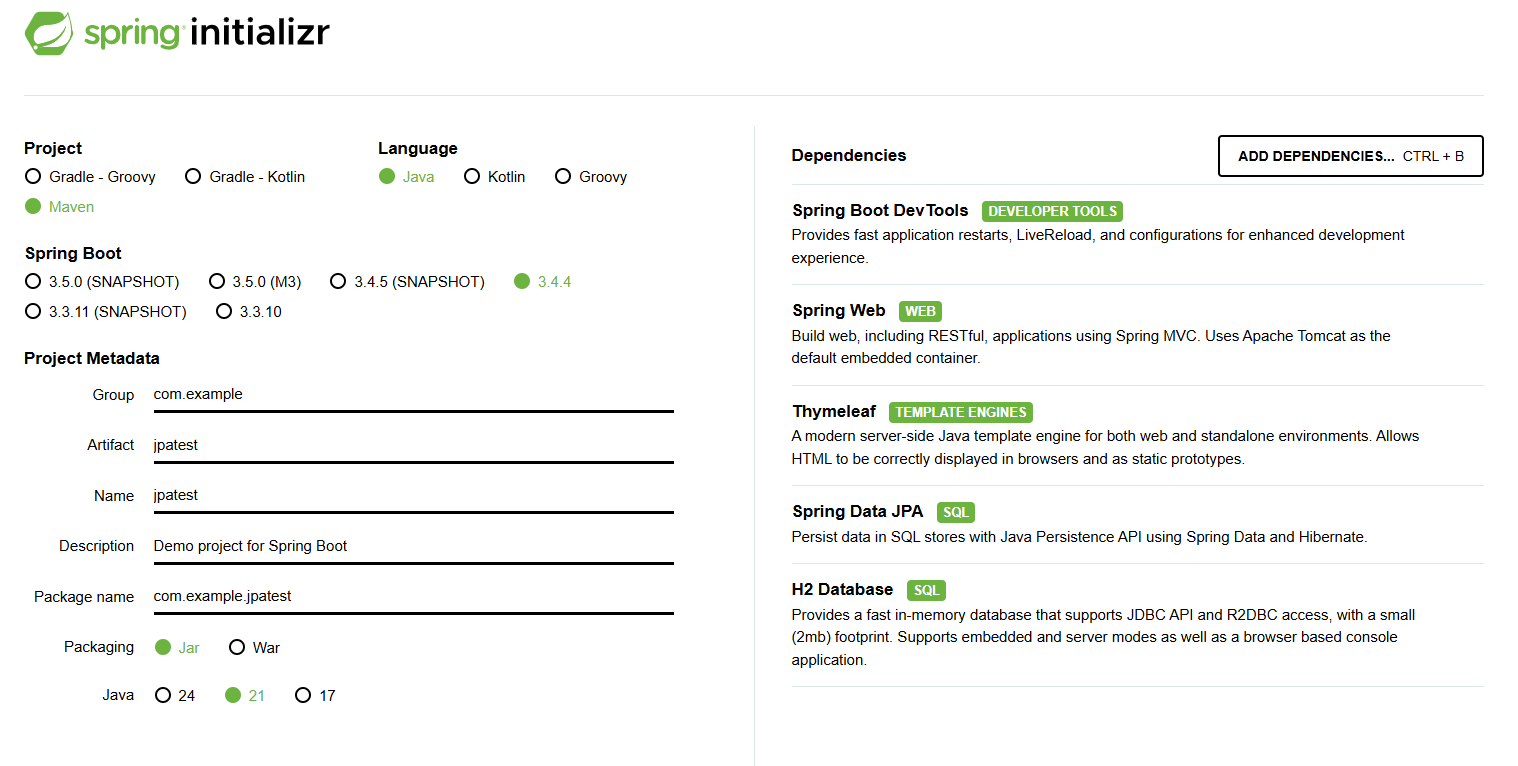 spring initializr
Project
Gradle - Groovy Gradle - Kotlin
Maven
Language
Java Kotlin Groovy
Spring Boot
3.5.0 (SNAPSHOT) 3.5.0 (M3) 3.4.5 (SNAPSHOT) 3.4.4
3.3.11 (SNAPSHOT) 3.3.10
Project Metadata
Group com.example
Artifact jpatest
Name jpatest
Description Demo project for Spring Boot
Package name com.example.jpatest
Packaging Jar War
Java 24 21 17
Dependencies
ADD DEPENDENCIES... CTRL + B
Spring Boot DevTools DEVELOPER TOOLS
Provides fast application restarts, LiveReload, and configurations for enhanced development
experience.
Spring Web WEB
Build web, including RESTful, applications using Spring MVC. Uses Apache Tomcat as the
default embedded container.
Thymeleaf TEMPLATE ENGINES
A modern server-side Java template engine for both web and standalone environments. Allows
HTML to be correctly displayed in browsers and as static prototypes.
Spring Data JPA SQL
Persist data in SQL stores with Java Persistence API using Spring Data and Hibernate.
H2 Database SQL
Provides a fast in-memory database that supports JDBC API and R2DBC access, with a small
(2mb) footprint. Supports embedded and server modes as well as a browser based console
application.